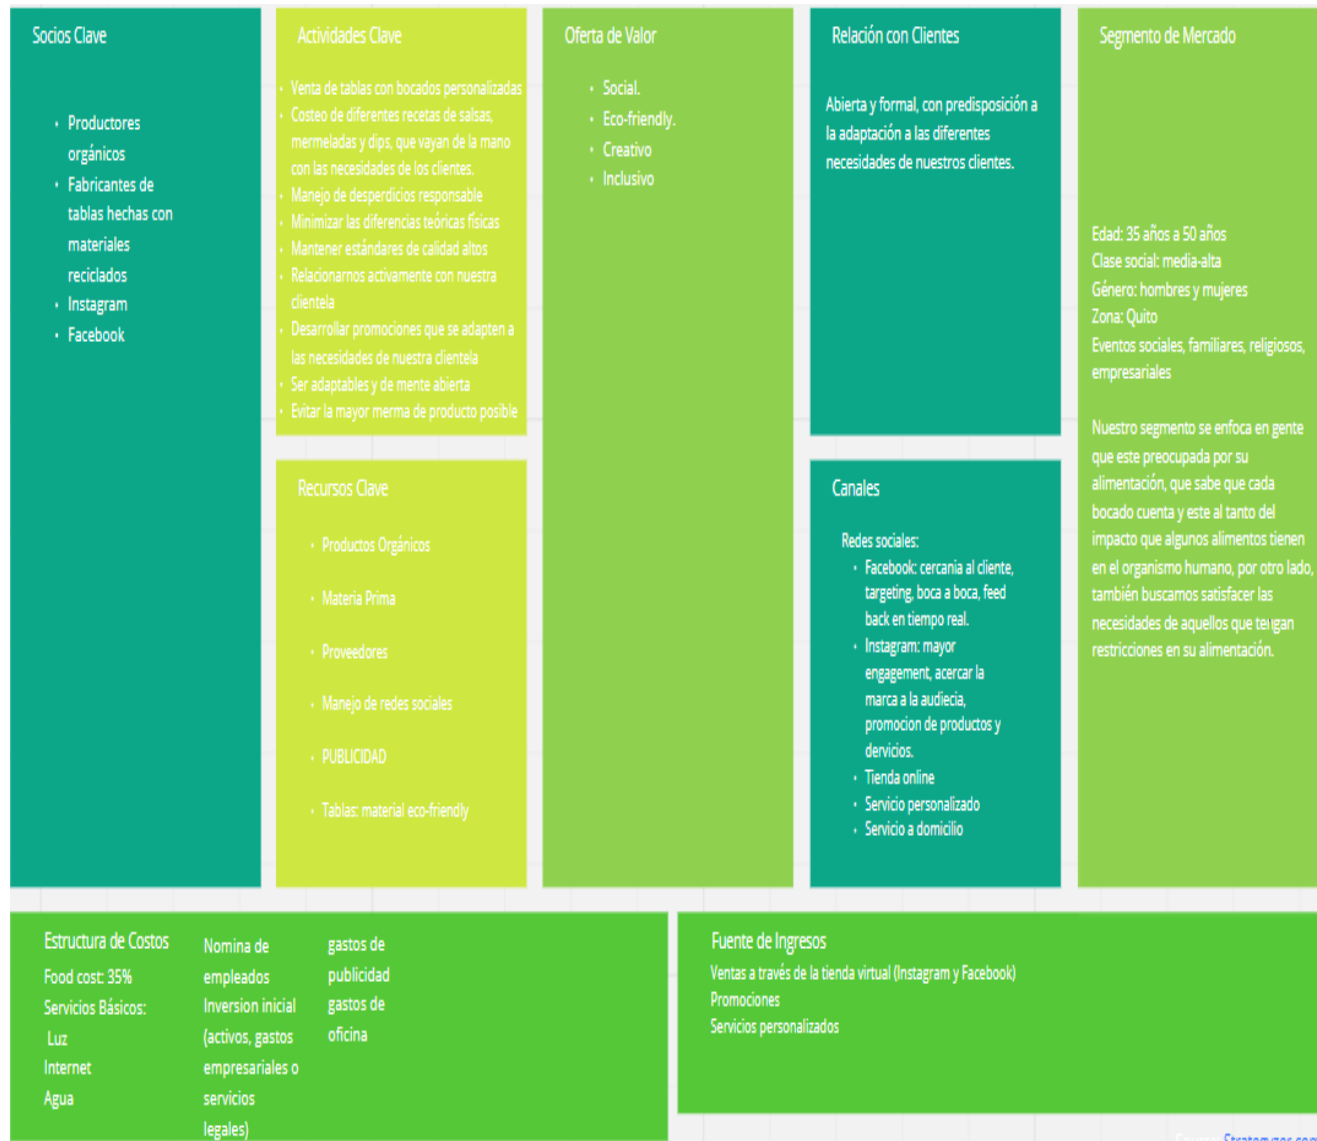 Socios Clave
• Productores
orgánicos
• Fabricantes de
tablas hechas con
materiales
reciclados
• Instagram
• Facebook
Actividades Clave
• Venta de tablas con bocados personalizadas
• Costeo de diferentes recetas de salsas,
mermeladas y dips, que vayan de la mano
con las necesidades de los clientes.
• Manejo de desperdicios responsable
• Minimizar las diferencias teóricas físicas
• Mantener estándares de calidad altos
• Relacionarnos activamente con nuestra
clientela
• Desarrollar promociones que se adapten a
las necesidades de nuestra clientela
• Ser adaptables y de mente abierta
• Evitar la mayor merma de producto posible
Recursos Clave
• Productos Orgánicos
• Materia Prima
• Proveedores
• Manejo de redes sociales
• PUBLICIDAD
• Tablas: material eco-friendly
Oferta de Valor
• Social.
• Eco-friendly.
• Creativo
• Inclusivo
Relación con Clientes
Abierta y formal, con predisposición a
la adaptación a las diferentes
necesidades de nuestros clientes.
Canales
Redes sociales:
• Facebook: cercania al cliente,
targeting, boca a boca, feed
back en tiempo real.
• Instagram: mayor
engagement, acercar la
marca a la audiecia,
promocion de productos y
dervicios.
• Tienda online
• Servicio personalizado
• Servicio a domicilio
Segmento de Mercado
Edad: 35 años a 50 años
Clase social: media-alta
Género: hombres y mujeres
Zona: Quito
Eventos sociales, familiares, religiosos,
empresariales
Nuestro segmento se enfoca en gente
que este preocupada por su
alimentación, que sabe que cada
bocado cuenta y este al tanto del
impacto que algunos alimentos tienen
en el organismo humano, por otro lado,
también buscamos satisfacer las
necesidades de aquellos que tengan
restricciones en su alimentación.
Estructura de Costos
Food cost: 35%
Servicios Básicos:
Luz
Internet
Agua
Nomina de
empleados
Inversion inicial
(activos, gastos
empresariales o
servicios
legales)
gastos de
publicidad
gastos de
oficina
Fuente de Ingresos
Ventas a través de la tienda virtual (Instagram y Facebook)
Promociones
Servicios personalizados